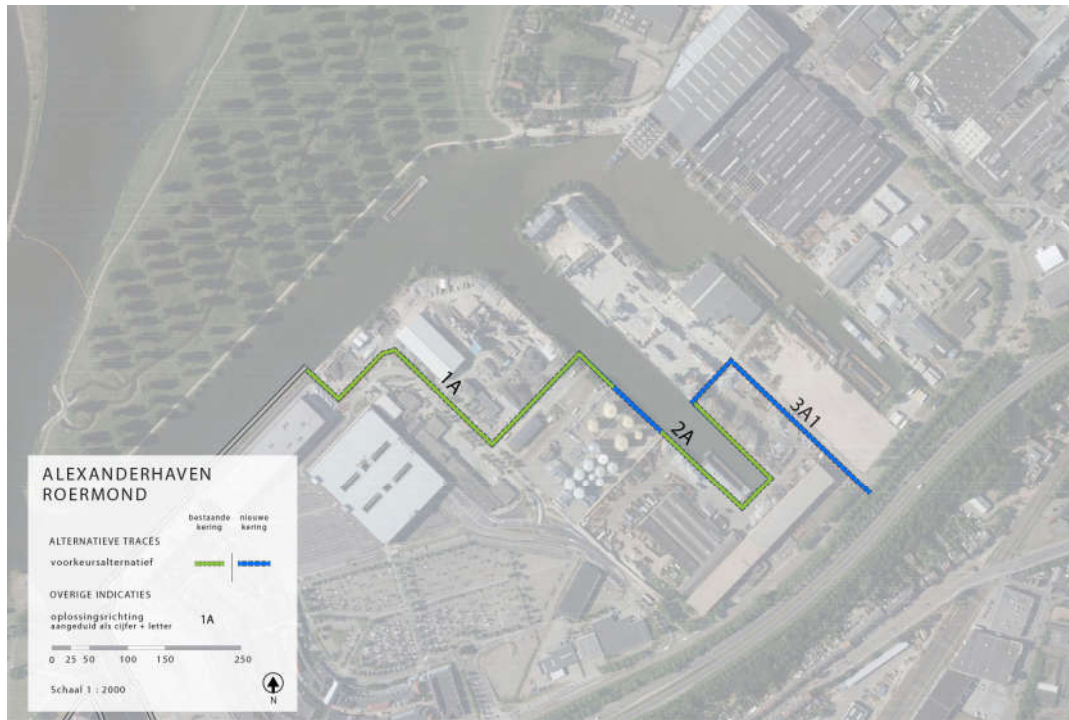 1A
2A
3A1
ALEXANDERHAVEN
ROERMOND
bestaande nieuwe
kering kering
ALTERNATIEVE TRACÉS
voorkeursalternatief
OVERIGE INDICATIES
oplossingsrichting 1A
aangeduid als cijfer + letter
0 25 50 100 150 250
Schaal 1 : 2000
N